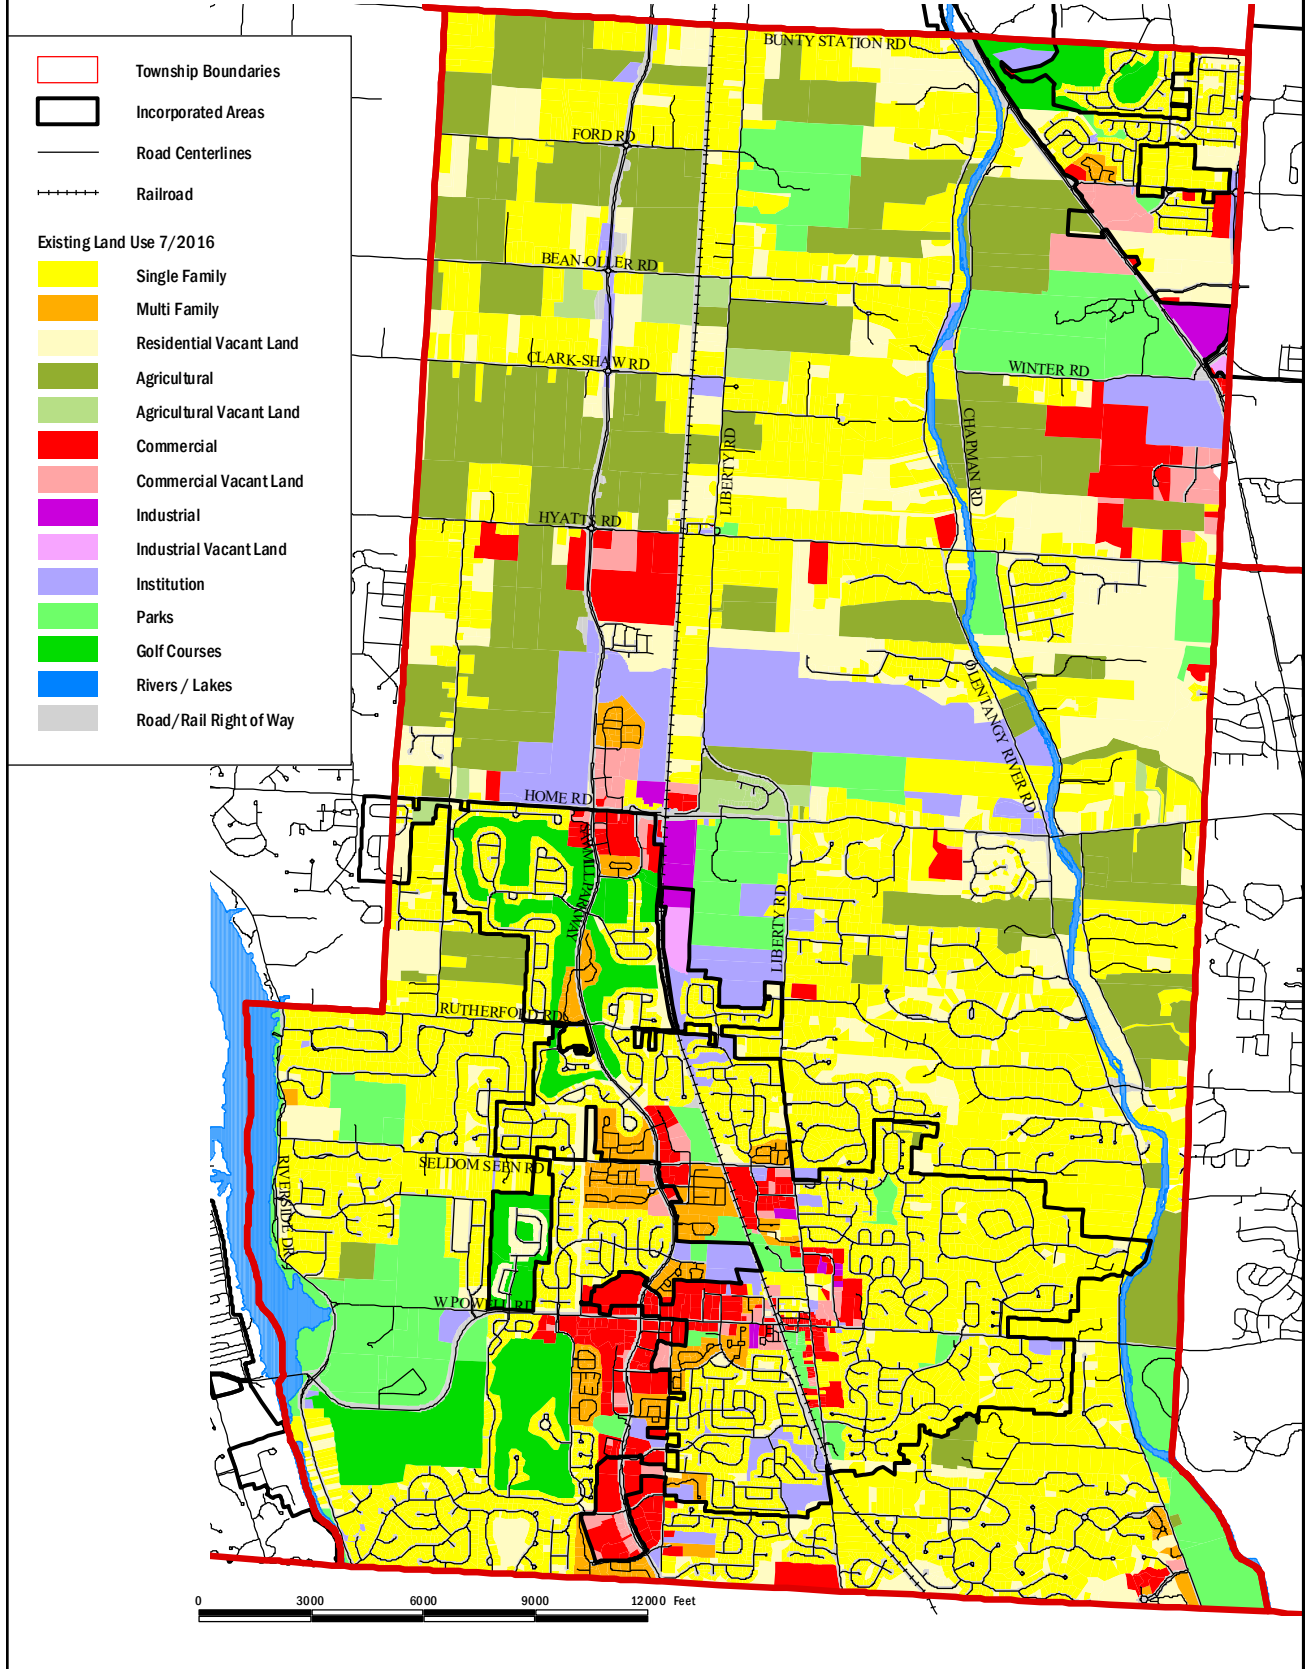 Township Boundaries
Incorporated Areas
Road Centerlines
Railroad
Existing Land Use 7/2016
Single Family
Multi Family
Residential Vacant Land
Agricultural
Agricultural Vacant Land
Commercial
Commercial Vacant Land
Industrial
Industrial Vacant Land
Institution
Parks
Golf Courses
Rivers / Lakes
Road/Rail Right of Way
BUNTY STATION RD
FORD RD
BEAN-OLLER RD
CLARK-SHAW RD
WINTER RD
CHAPMAN RD
LIBERTY RD
HYATTS RD
OLENTANGY RIVER RD
HOME RD
SAWMILL PARKWAY
LIBERTY RD
RUTHERFORD RD
SELDOM SEEN RD
RIVERSIDE DR
W POWELL RD
0 3000 6000 9000 12000 Feet